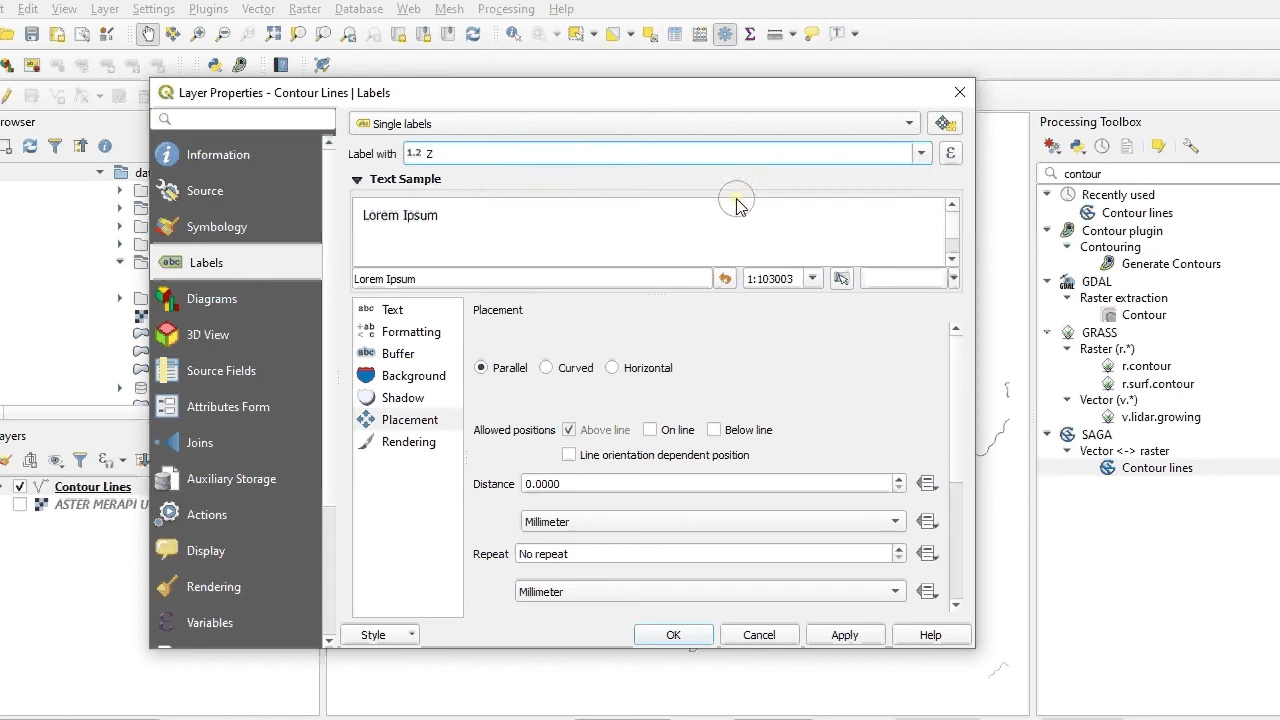 Edit View Layer Settings Plugins Vector Raster Database Web Mesh Processing Help
Layer Properties - Contour Lines | Labels
Information
Source
Symbology
abc Labels
Diagrams
3D View
Source Fields
Attributes Form
Joins
Auxiliary Storage
Actions
Display
Rendering
Variables
Single labels
Label with 1.2 Z ε
Text Sample
Lorem Ipsum
Lorem Ipsum 1:103003
abc Text
+ab < c Formatting
abc Buffer
Background
Shadow
Placement
Rendering
Placement
Parallel Curved Horizontal
Allowed positions Above line On line Below line
Line orientation dependent position
Distance 0.0000
Millimeter
Repeat No repeat
Millimeter
Style OK Cancel Apply Help
rowser
da
ayers
Contour Lines
ASTER MERAPI U
Processing Toolbox
contour
Recently used
Contour lines
Contour plugin
Contouring
Generate Contours
GDAL
Raster extraction
Contour
GRASS
Raster (r.*)
r.contour
r.surf.contour
Vector (v.*)
v.lidar.growing
SAGA
Vector <-> raster
Contour lines